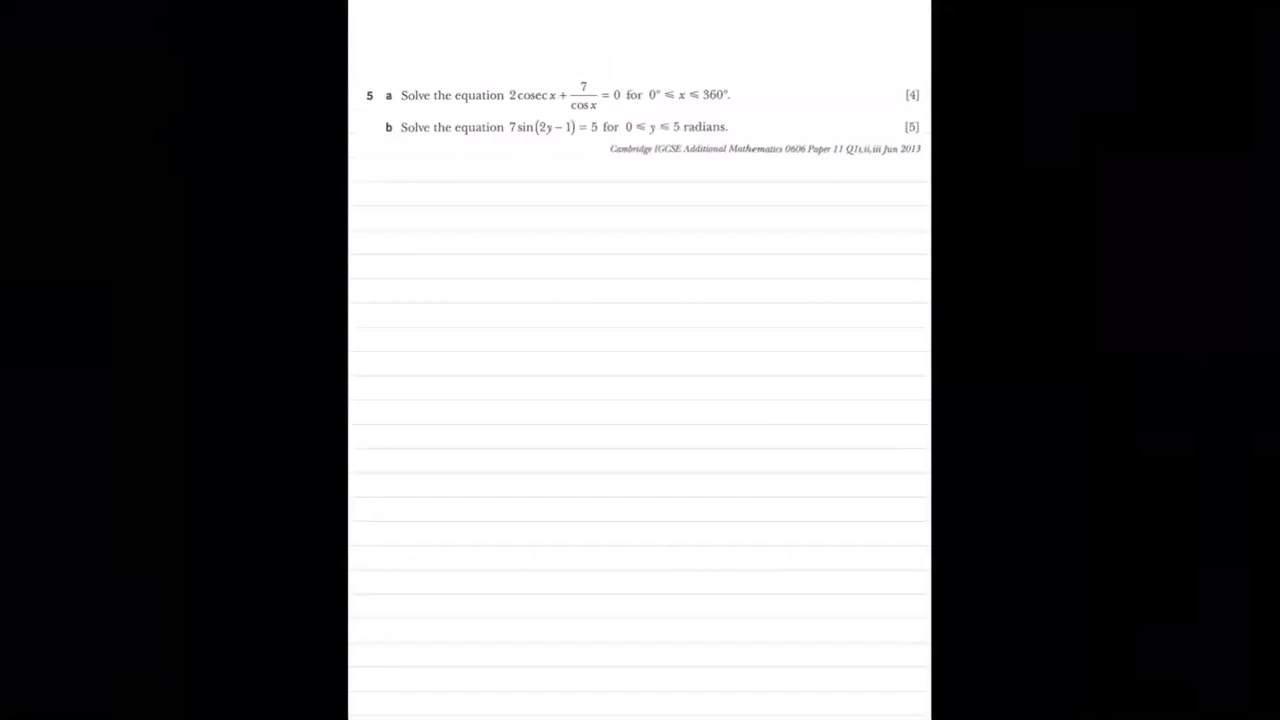 5 a Solve the equation 2 cosec x + 7/cos x = 0 for 0° ⩽ x ⩽ 360°. [4]
b Solve the equation 7 sin(2y − 1) = 5 for 0 ⩽ y ⩽ 5 radians. [5]
Cambridge IGCSE Additional Mathematics 0606 Paper 11 Q1i,ii,iii Jun 2013